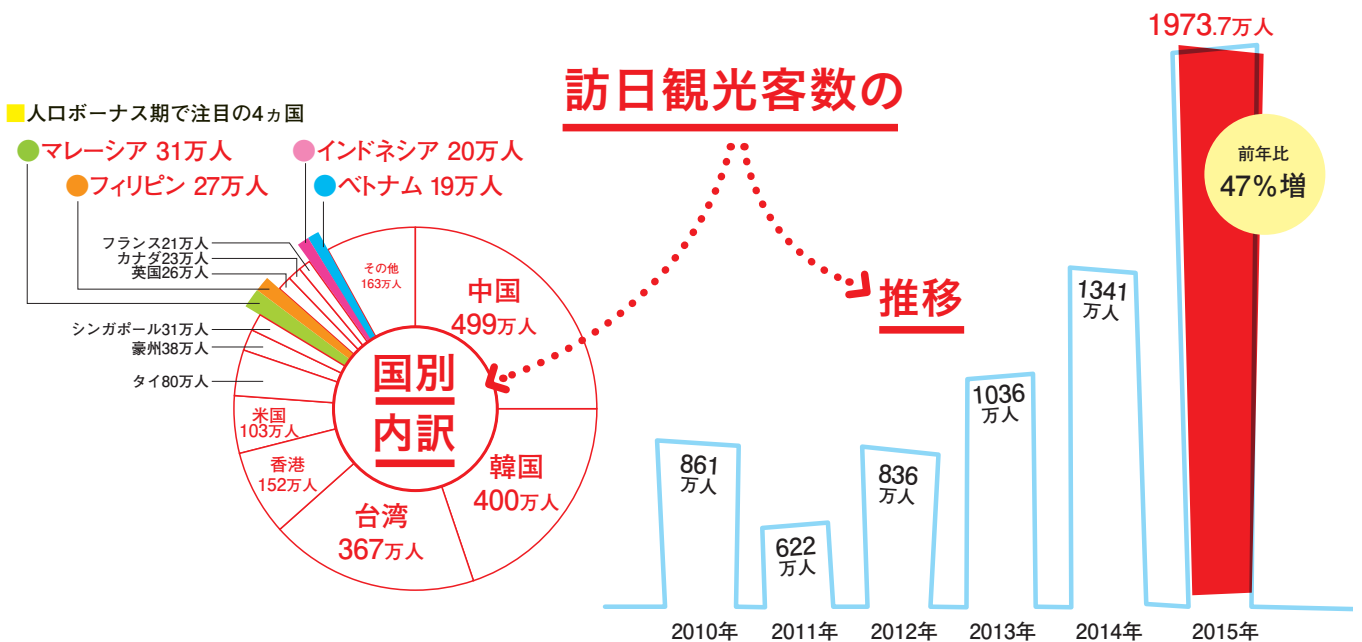 訪日観光客数の
■人口ボーナス期で注目の4ヵ国
マレーシア 31万人
インドネシア 20万人
フィリピン 27万人
ベトナム 19万人
フランス21万人
カナダ23万人
英国26万人
シンガポール31万人
豪州38万人
タイ80万人
米国
103万人
香港
152万人
台湾
367万人
韓国
400万人
中国
499万人
その他
163万人
国別
内訳
推移
861
万人
622
万人
836
万人
1036
万人
1341
万人
1973.7万人
前年比
47%増
2010年
2011年
2012年
2013年
2014年
2015年